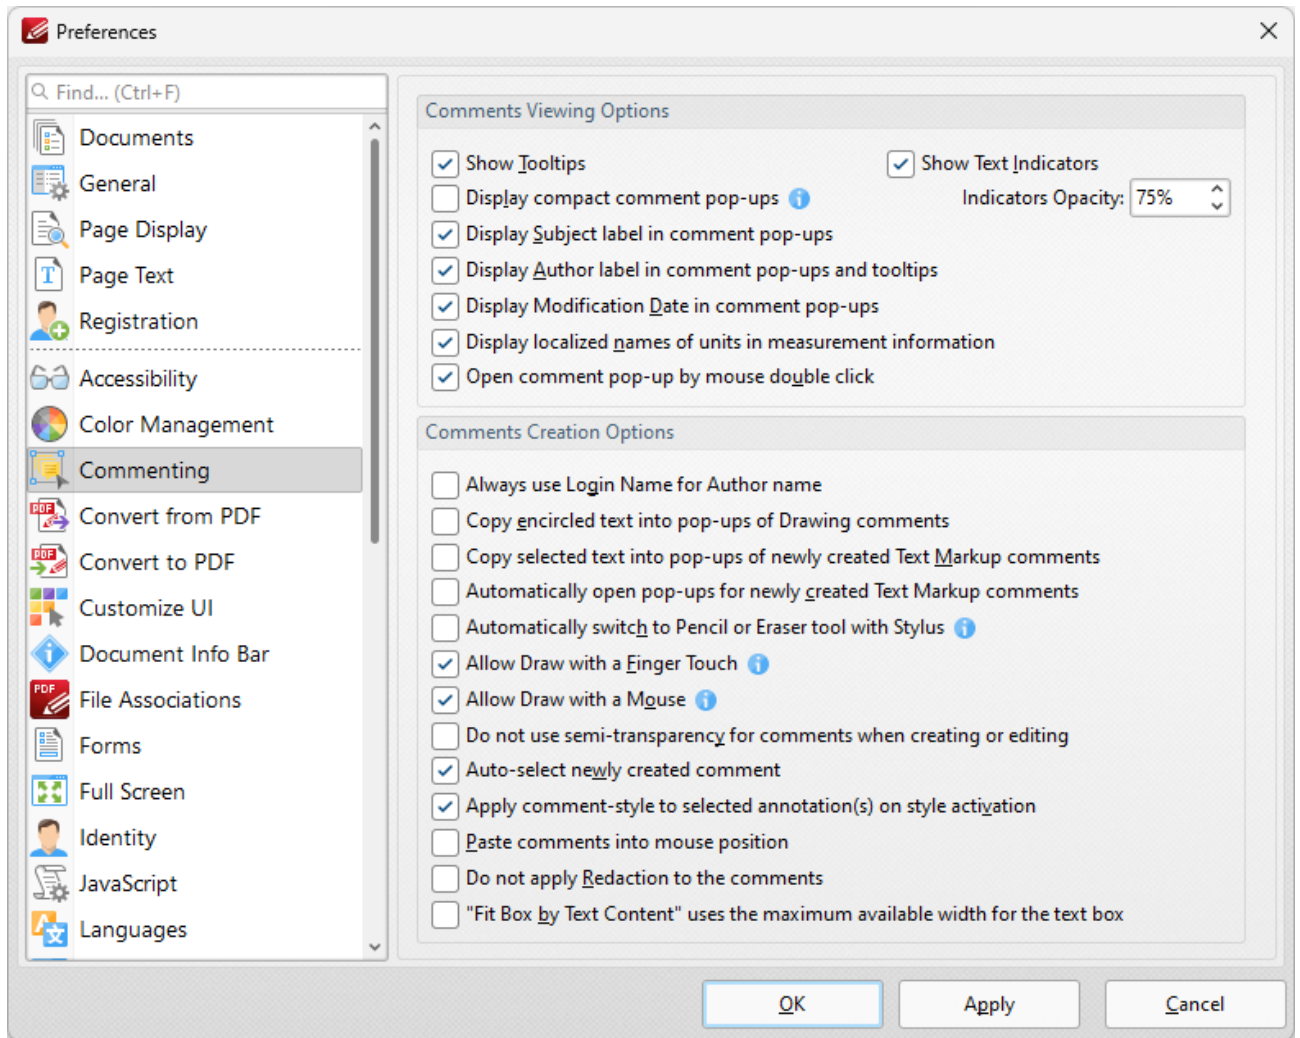 Preferences
Find... (Ctrl+F)
Documents
General
Page Display
Page Text
Registration
Accessibility
Color Management
Commenting
Convert from PDF
Convert to PDF
Customize UI
Document Info Bar
File Associations
Forms
Full Screen
Identity
JavaScript
Languages
Comments Viewing Options
Show Tooltips
Show Text Indicators
Display compact comment pop-ups
Indicators Opacity: 75%
Display Subject label in comment pop-ups
Display Author label in comment pop-ups and tooltips
Display Modification Date in comment pop-ups
Display localized names of units in measurement information
Open comment pop-up by mouse double click
Comments Creation Options
Always use Login Name for Author name
Copy encircled text into pop-ups of Drawing comments
Copy selected text into pop-ups of newly created Text Markup comments
Automatically open pop-ups for newly created Text Markup comments
Automatically switch to Pencil or Eraser tool with Stylus
Allow Draw with a Finger Touch
Allow Draw with a Mouse
Do not use semi-transparency for comments when creating or editing
Auto-select newly created comment
Apply comment-style to selected annotation(s) on style activation
Paste comments into mouse position
Do not apply Redaction to the comments
"Fit Box by Text Content" uses the maximum available width for the text box
OK
Apply
Cancel